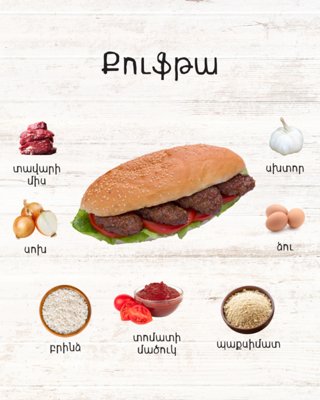 Քուֆթա
տավարի
միս
սխտոր
սոխ
ձու
բրինձ
տոմատի
մածուկ
պաքսիմատ